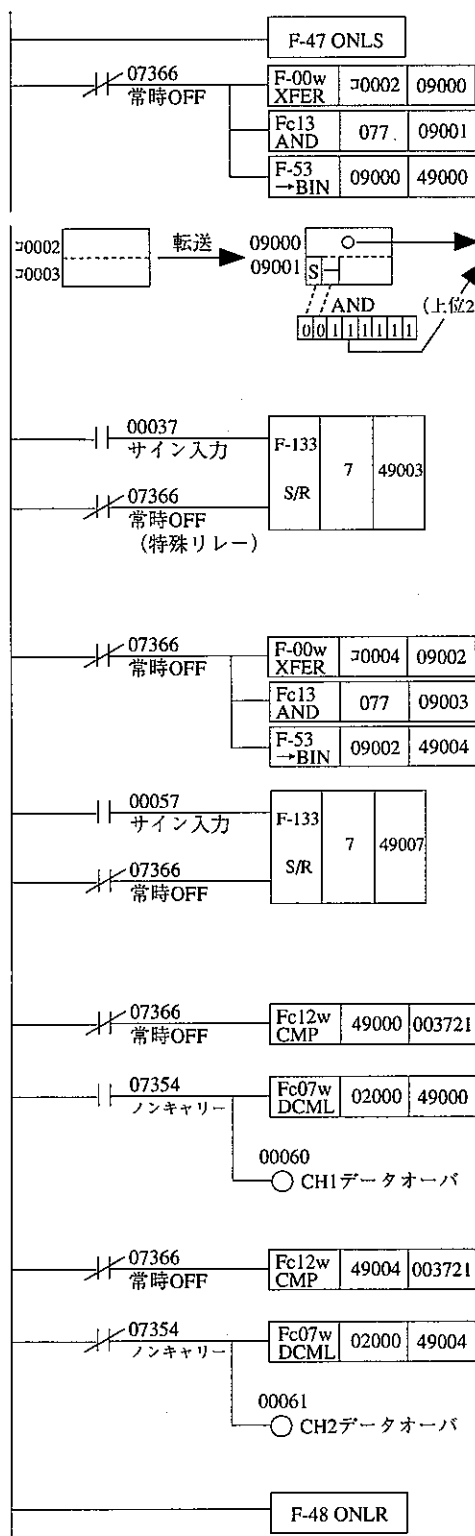 F-47 ONLS
07366
常時OFF
F-00w XFER コ0002 09000
Fc13 AND 077 09001
F-53 →BIN 09000 49000
コ0002
コ0003
転送
09000
09001
S
AND
0 0 1 1 1 1 1 1
(上位2
00037
サイン入力
F-133 S/R 7 49003
07366
常時OFF
(特殊リレー)
07366
常時OFF
F-00w XFER コ0004 09002
Fc13 AND 077 09003
F-53 →BIN 09002 49004
00057
サイン入力
F-133 S/R 7 49007
07366
常時OFF
07366
常時OFF
Fc12w CMP 49000 003721
07354
ノンキャリー
Fc07w DCML 02000 49000
00060
CH1データオーバ
07366
常時OFF
Fc12w CMP 49004 003721
07354
ノンキャリー
Fc07w DCML 02000 49004
00061
CH2データオーバ
F-48 ONLR